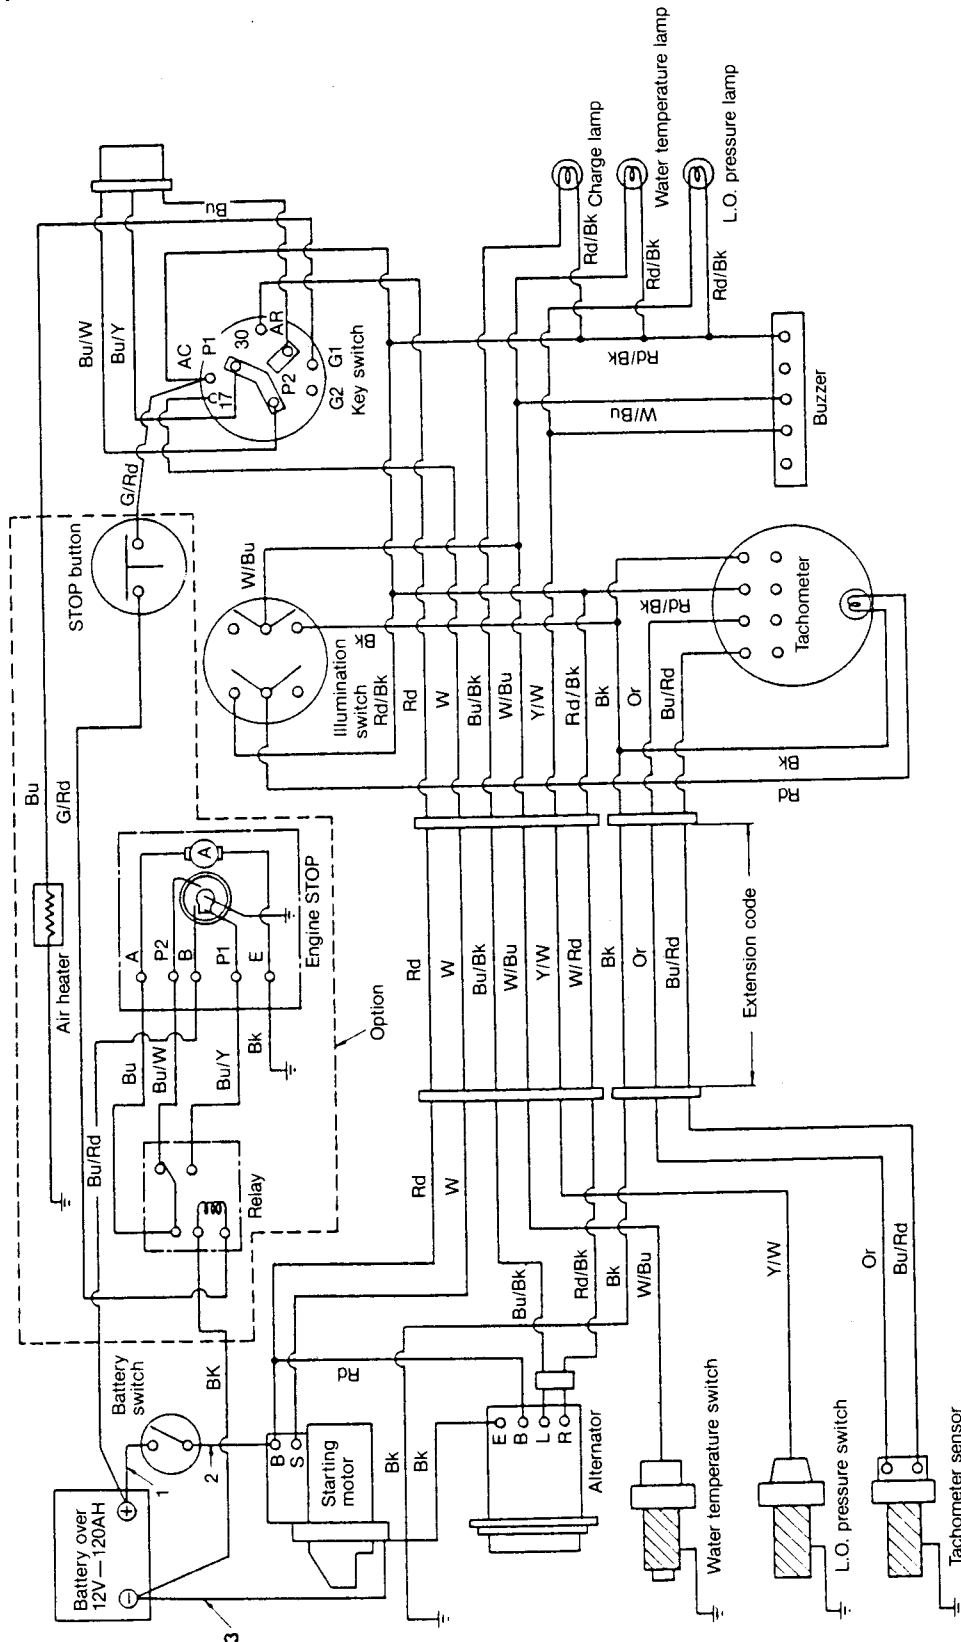 Water temperature lamp
Charge lamp
L.O. pressure lamp
Rd/Bk
Rd/Bk
Rd/Bk
Bu
Bu/W
Bu/Y
AC
P1
30
AR
17
P2
G1
G2
Key switch
Rd/Bk
W/Bu
Buzzer
G/Rd
STOP button
W/Bu
Bk
Illumination
switch
Rd/Bk
Rd
W
Bu/Bk
W/Bu
Y/W
Rd/Bk
Bk
Or
Bu/Rd
Rd/Bk
Tachometer
Bk
Rd
Bu
G/Rd
Air heater
A
P2
B
P1
E
A
Engine STOP
Option
Bu
Bu/W
Bu/Y
Bk
Bu/Rd
Relay
Rd
W
Bu/Bk
W/Bu
Y/W
W/Rd
Bk
Or
Bu/Rd
Extension code
Rd
W
Bu/Bk
Rd/Bk
Bk
W/Bu
Y/W
Or
Bu/Rd
Battery
switch
BK
Rd
Battery over
12V—120AH
+
−
1
2
3
B
S
Starting
motor
Bk
Bk
E
B
L
R
Alternator
Water temperature switch
L.O. pressure switch
Tachometer sensor